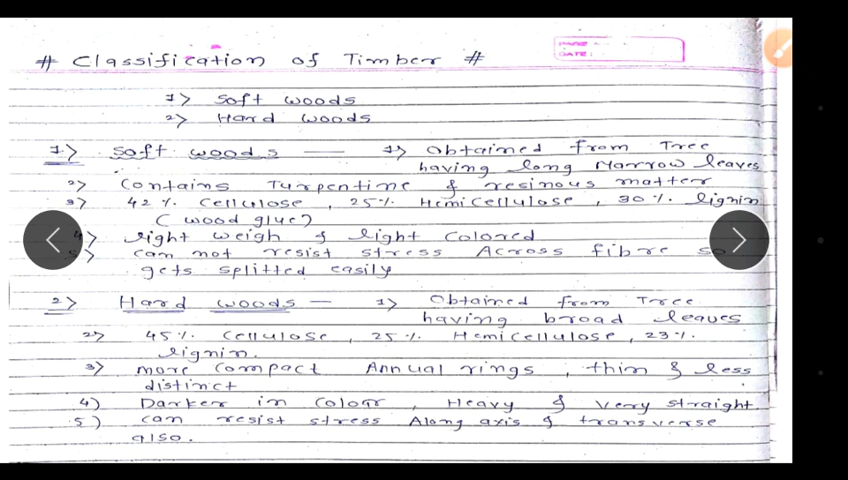 # Classification of Timber #
PAGE
DATE :
1> Soft woods
2> Hard woods
1> Soft woods — 1> Obtained from Tree
having long Narrow leaves
2> Contains Turpentine & resinous matter
3> 42 % Cellulose , 25% Hemicellulose , 30% lignin
( wood glue )
4> light weigh & light Colored
5> can not resist stress Across fibre so
gets splitted easily
2> Hard woods — 1> Obtained from Tree
having broad leaves
2> 45% Cellulose , 25% Hemicellulose , 23%
lignin.
3> more compact Annual rings , thin & less
distinct
4) Darker in Colour , Heavy & Very straight.
5) can resist stress Along axis & transverse
also.